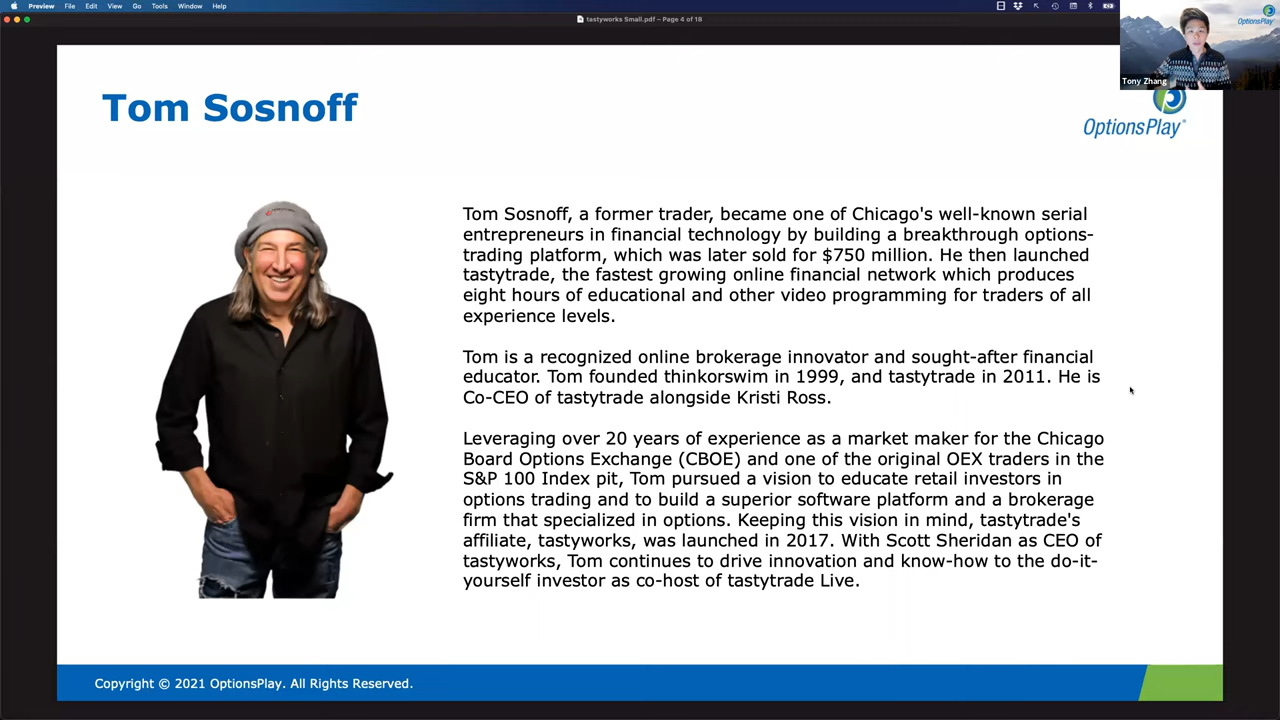 Preview File Edit View Go Tools Window Help
tastyworks Small.pdf – Page 4 of 18
OptionsPlay
Tony Zhang
Tom Sosnoff
OptionsPlay®
Tom Sosnoff, a former trader, became one of Chicago's well-known serial
entrepreneurs in financial technology by building a breakthrough options-
trading platform, which was later sold for $750 million. He then launched
tastytrade, the fastest growing online financial network which produces
eight hours of educational and other video programming for traders of all
experience levels.
Tom is a recognized online brokerage innovator and sought-after financial
educator. Tom founded thinkorswim in 1999, and tastytrade in 2011. He is
Co-CEO of tastytrade alongside Kristi Ross.
Leveraging over 20 years of experience as a market maker for the Chicago
Board Options Exchange (CBOE) and one of the original OEX traders in the
S&P 100 Index pit, Tom pursued a vision to educate retail investors in
options trading and to build a superior software platform and a brokerage
firm that specialized in options. Keeping this vision in mind, tastytrade's
affiliate, tastyworks, was launched in 2017. With Scott Sheridan as CEO of
tastyworks, Tom continues to drive innovation and know-how to the do-it-
yourself investor as co-host of tastytrade Live.
Copyright © 2021 OptionsPlay. All Rights Reserved.